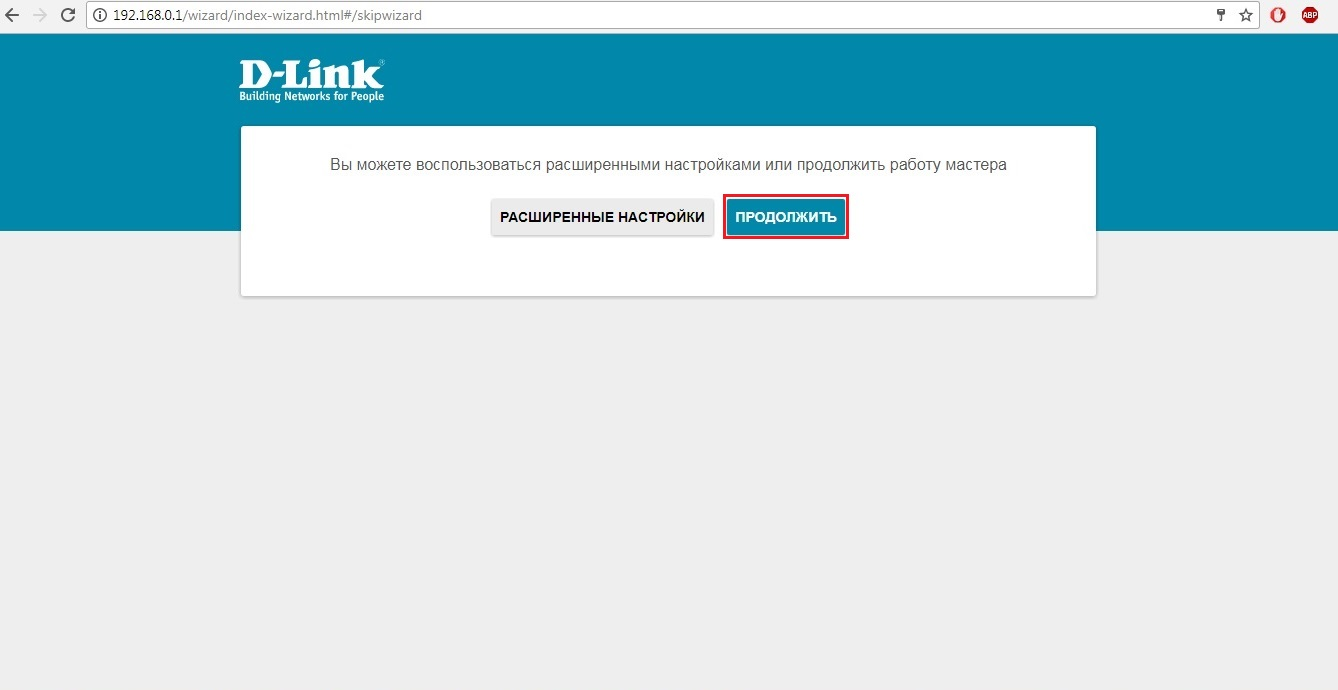 192.168.0.1/wizard/index-wizard.html#/skipwizard
ABP
D-Link®
Building Networks for People
Вы можете воспользоваться расширенными настройками или продолжить работу мастера
РАСШИРЕННЫЕ НАСТРОЙКИ ПРОДОЛЖИТЬ